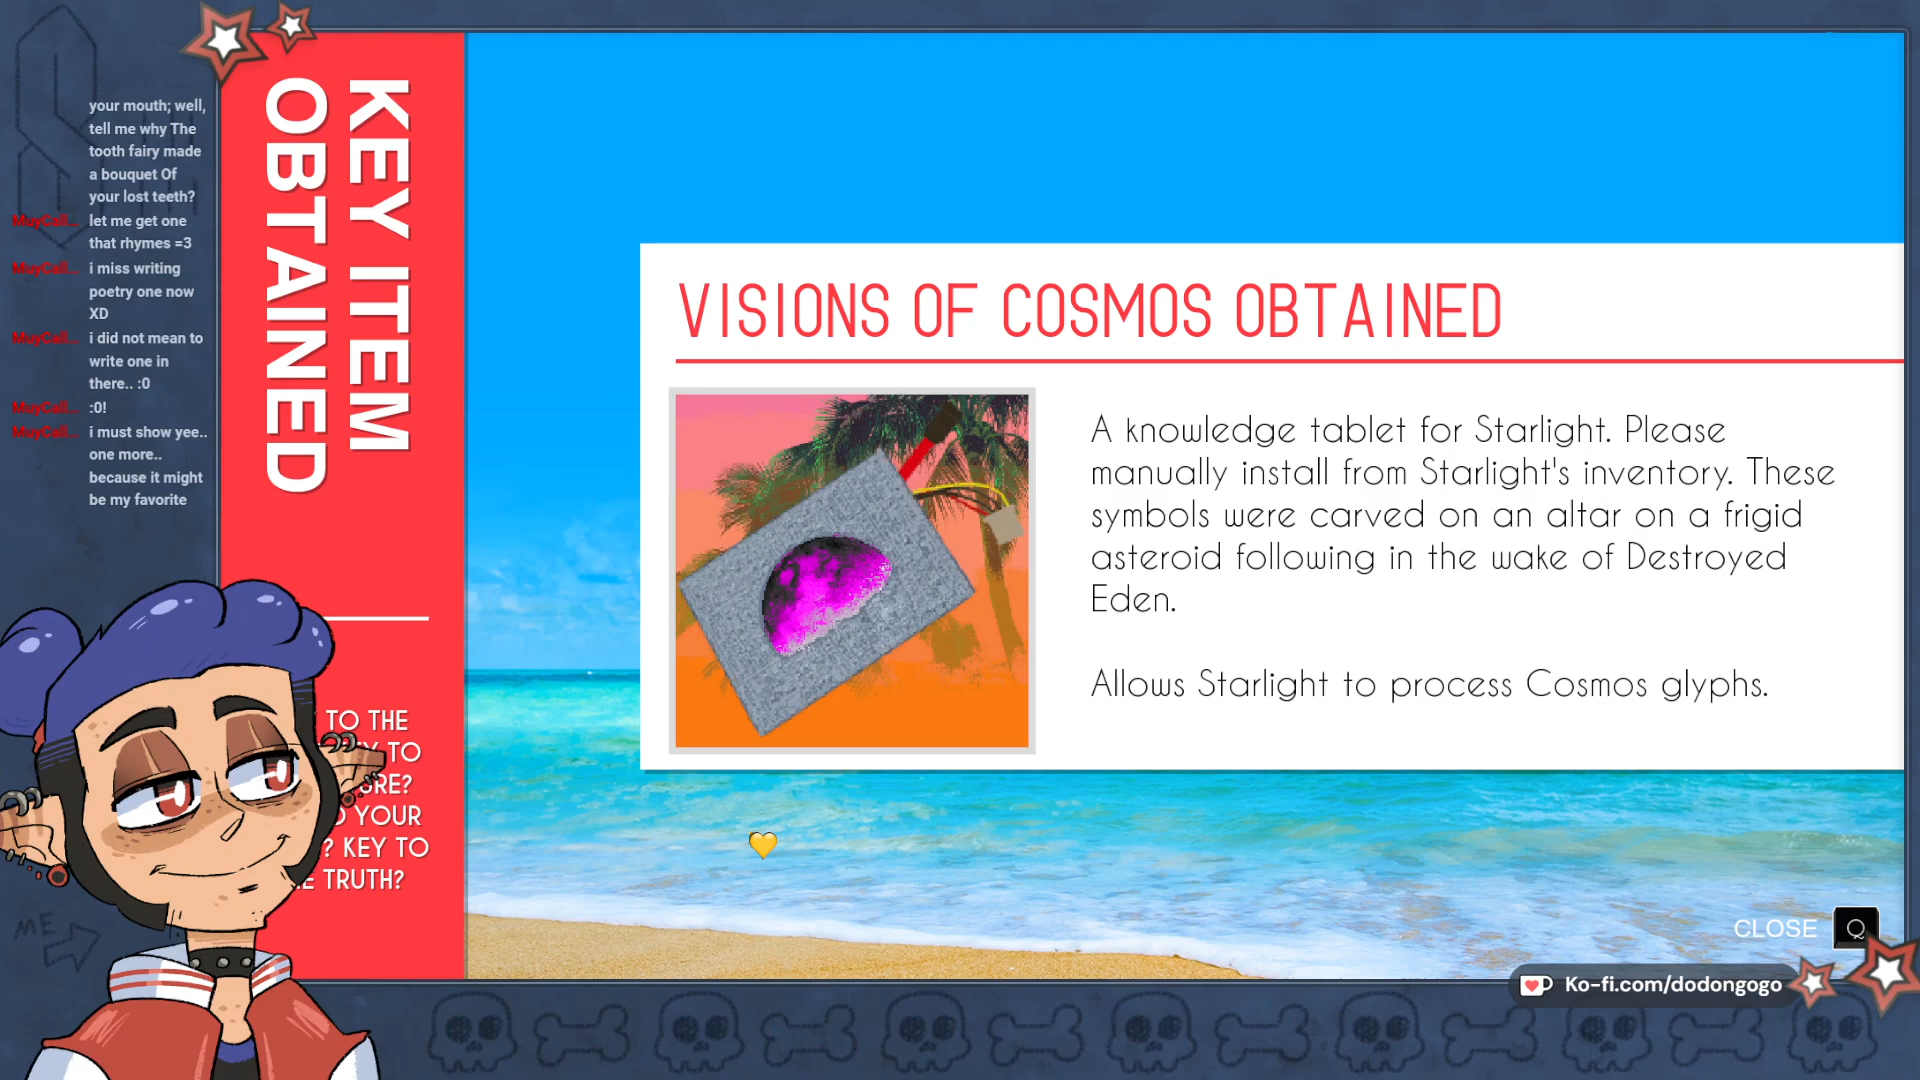 your mouth; well,
tell me why The
tooth fairy made
a bouquet Of
your lost teeth?
MuyCali... let me get one
that rhymes =3
MuyCali... i miss writing
poetry one now
XD
MuyCali... i did not mean to
write one in
there.. :0
MuyCali... :0!
MuyCali... i must show yee..
one more..
because it might
be my favorite
KEY ITEM
OBTAINED
TO THE
TO
YOUR
? KEY TO
TRUTH?
VISIONS OF COSMOS OBTAINED
A knowledge tablet for Starlight. Please
manually install from Starlight's inventory. These
symbols were carved on an altar on a frigid
asteroid following in the wake of Destroyed
Eden.
Allows Starlight to process Cosmos glyphs.
CLOSE Q
Ko-fi.com/dodongogo
ME